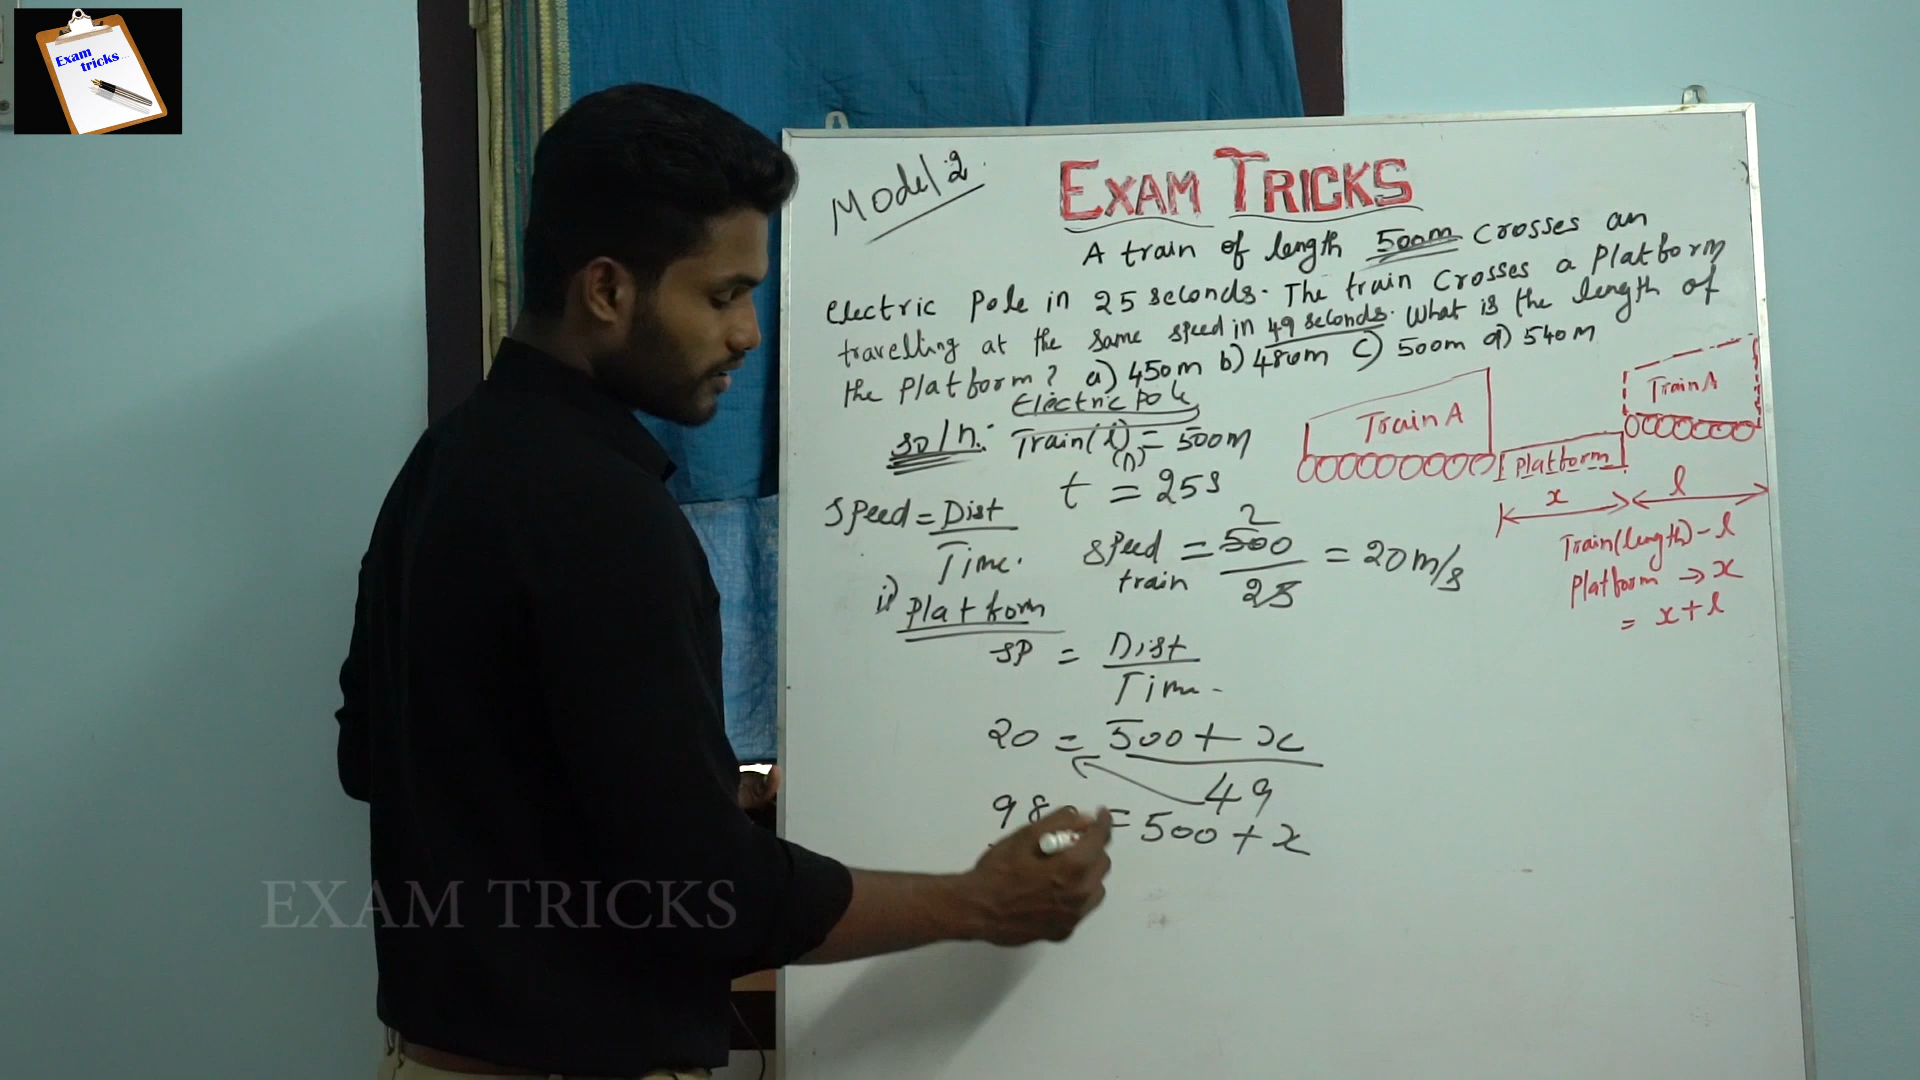 Exam
tricks...
Model 2.
EXAM TRICKS
A train of length 500m crosses an
electric pole in 25 seconds. The train crosses a platform
travelling at the same speed in 49 seconds. What is the length of
the platform? a) 450m b) 480m c) 500m d) 540m
Electric Pole
soln:- Train(l) = 500m
(n)
t = 25s
Speed = Dist
Time.
speed train = 500 2
25
= 20m/s
ii) Platform
SP = Dist
Time.
20 = 500 + x
49
= 500 + x
Train A
Train A
Platform
x
l
Train(length) - l
Platform → x
= x + l
EXAM TRICKS